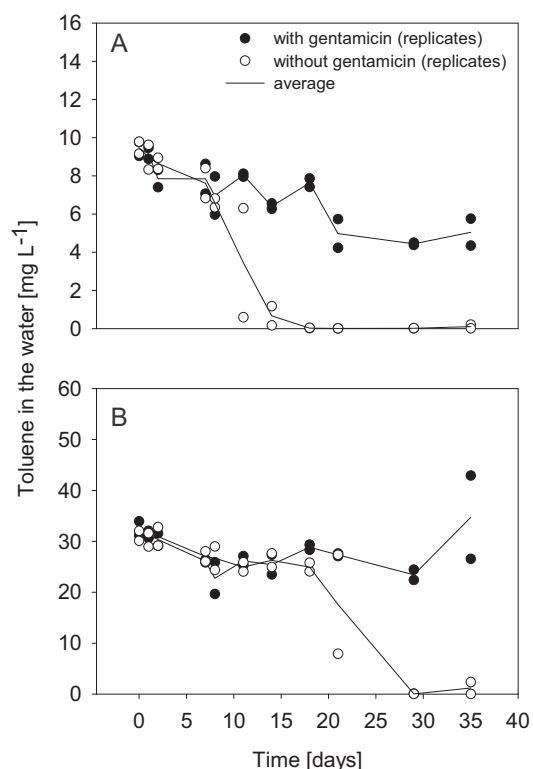 A
with gentamicin (replicates)
without gentamicin (replicates)
average
16
14
12
10
8
6
4
2
0
Toluene in the water [mg L-1]
B
60
50
40
30
20
10
0
0 5 10 15 20 25 30 35 40
Time [days]